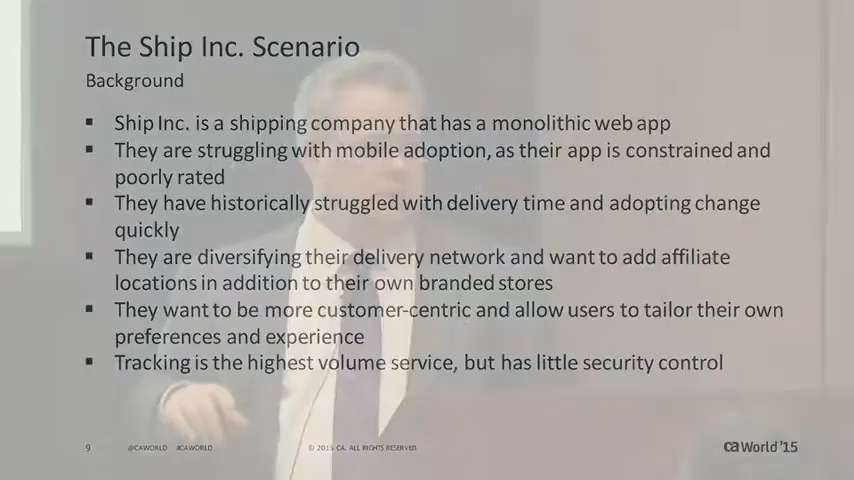 The Ship Inc. Scenario
Background
▪ Ship Inc. is a shipping company that has a monolithic web app
▪ They are struggling with mobile adoption, as their app is constrained and
poorly rated
▪ They have historically struggled with delivery time and adopting change
quickly
▪ They are diversifying their delivery network and want to add affiliate
locations in addition to their own branded stores
▪ They want to be more customer-centric and allow users to tailor their own
preferences and experience
▪ Tracking is the highest volume service, but has little security control
9 @CAWORLD #CAWORLD © 2015 CA. ALL RIGHTS RESERVED. ca World '15